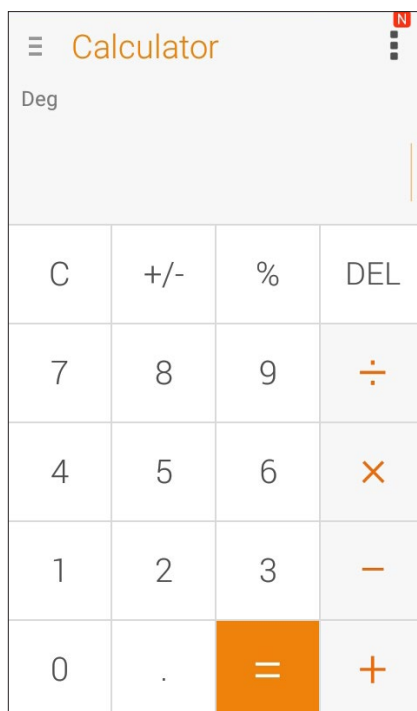 N
Calculator
Deg
C +/- % DEL
7 8 9 ÷
4 5 6 ×
1 2 3 −
0 . = +